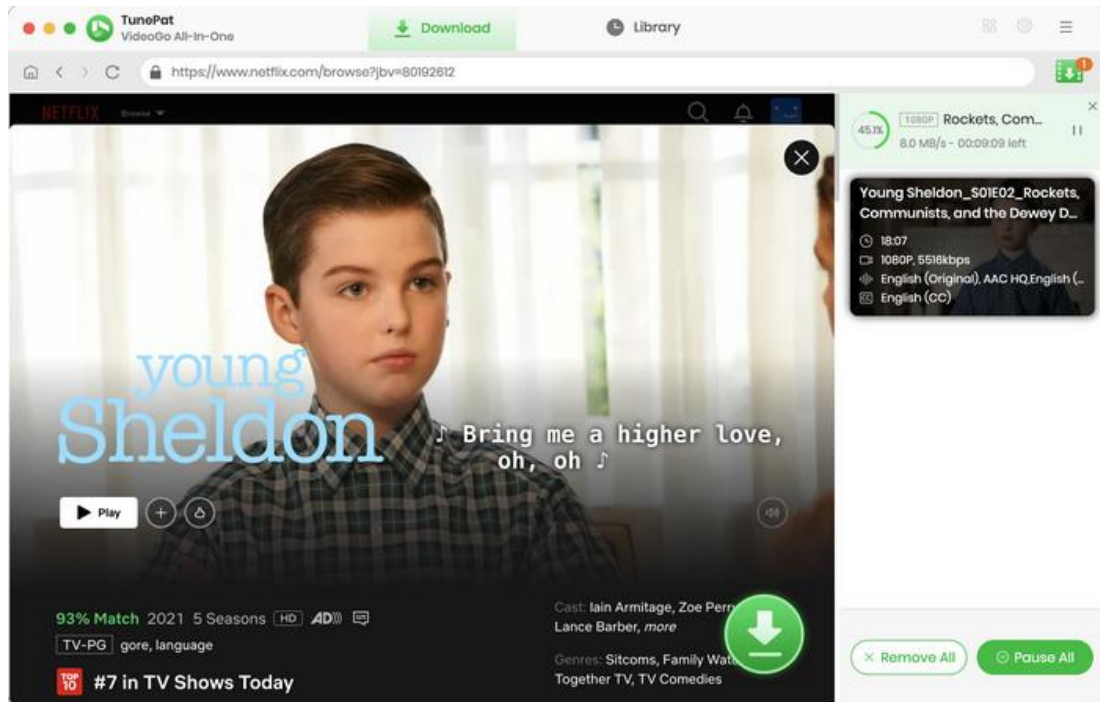 TunePat
VideoGo All-In-One
Download
Library
https://www.netflix.com/browse?jbv=80192612
NETFLIX
Browse
45.1%
1080P Rockets, Com...
8.0 MB/s - 00:09:09 left
Young Sheldon_S01E02_Rockets,
Communists, and the Dewey D...
18:07
1080P, 5516kbps
English (Original), AAC HQ,English (...
English (CC)
young
Sheldon
♪ Bring me a higher love,
oh, oh ♪
Play
93% Match 2021 5 Seasons HD AD)))
TV-PG gore, language
TOP 10 #7 in TV Shows Today
Cast: Iain Armitage, Zoe Perr
Lance Barber, more
Genres: Sitcoms, Family Wat
Together TV, TV Comedies
Remove All
Pause All